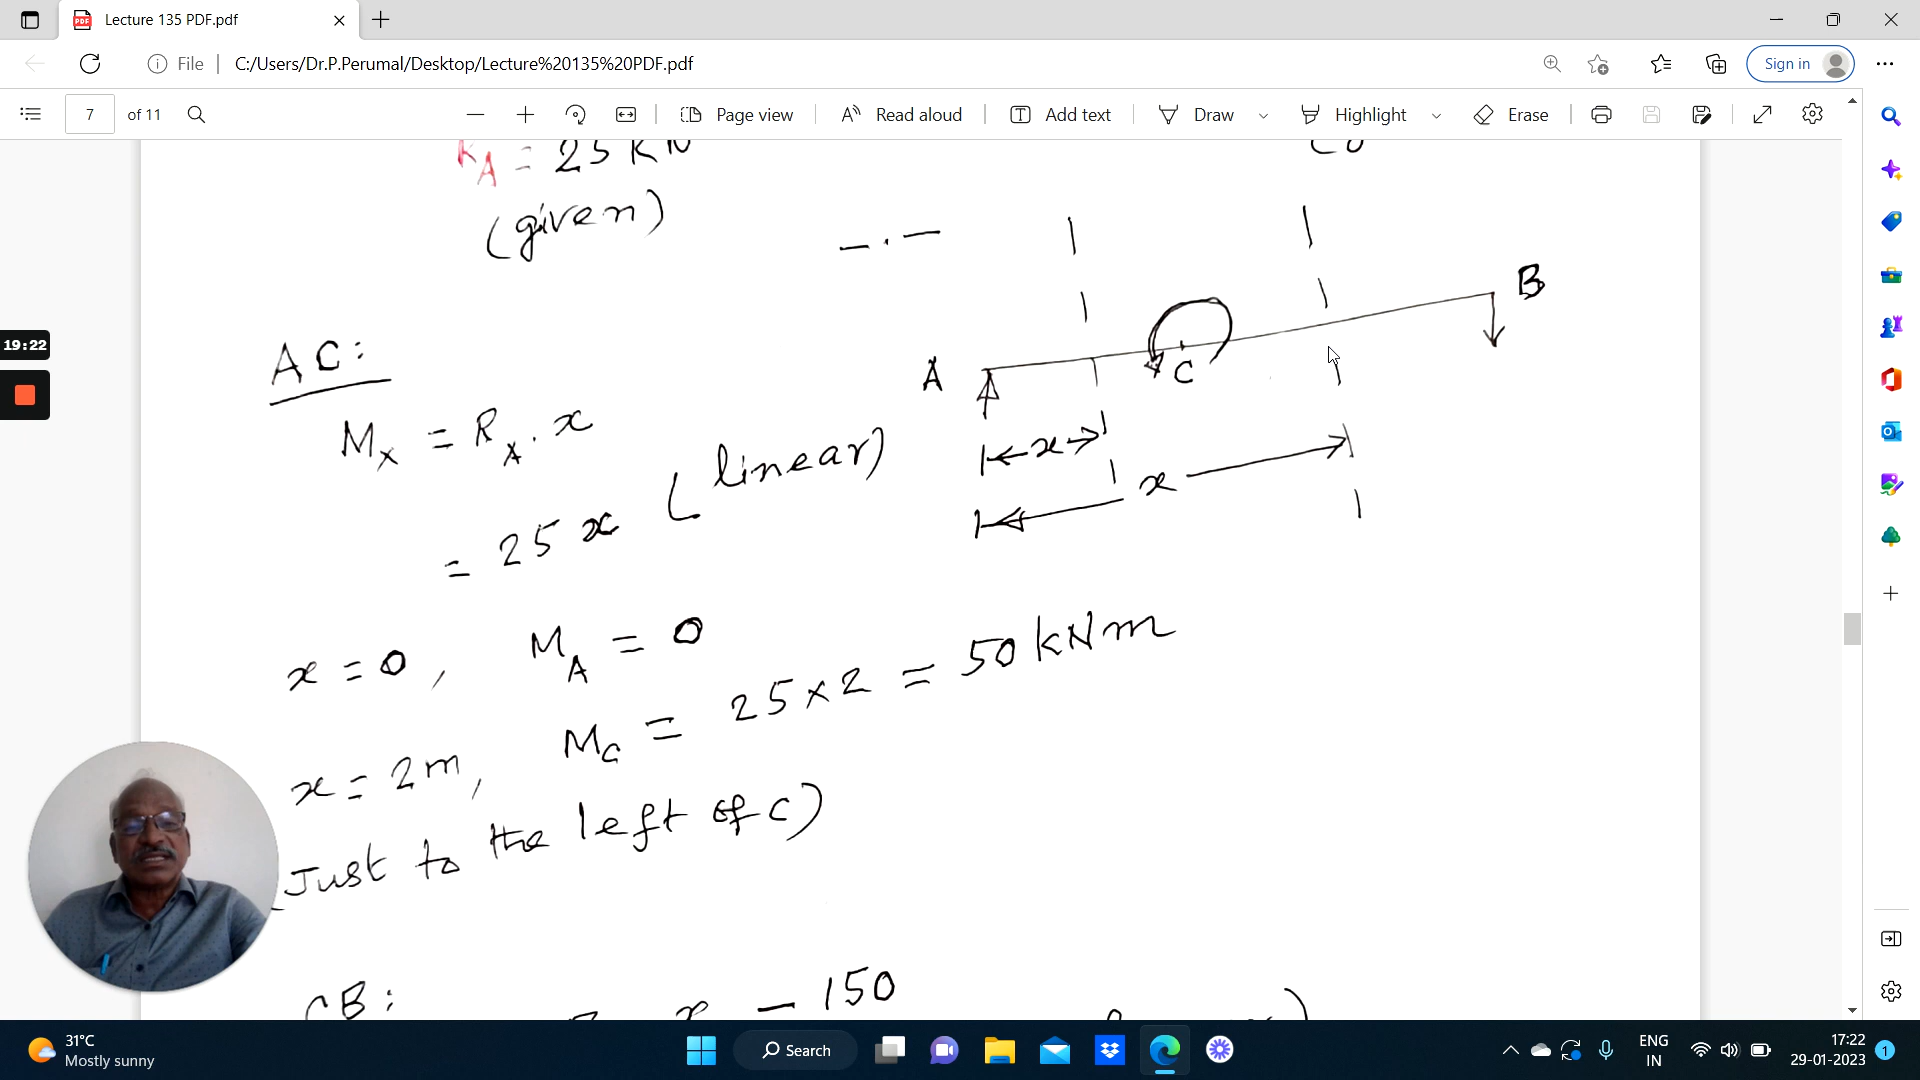 Lecture 135 PDF.pdf
File
C:/Users/Dr.P.Perumal/Desktop/Lecture%20135%20PDF.pdf
Sign in
7 of 11
Page view
Read aloud
Add text
Draw
Highlight
Erase
R_A = 25 kN
(given)
19:22
A C:
M_x = R_A . x
= 25 x (linear)
A
C
B
x
x
x = 0, M_A = 0
x = 2m, M_C = 25 × 2 = 50 kNm
(Just to the left of C)
CB:
x – 150
31°C
Mostly sunny
Search
ENG
IN
17:22
29-01-2023
1